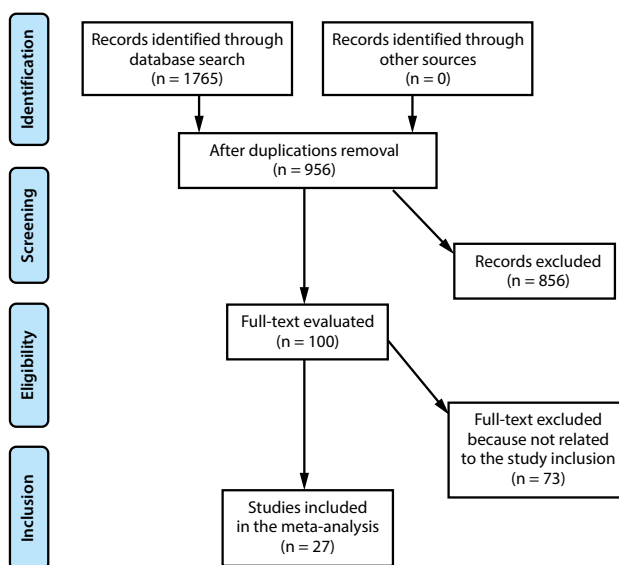 Identification
Records identified through
database search
(n = 1765)
Records identified through
other sources
(n = 0)
After duplications removal
(n = 956)
Screening
Records excluded
(n = 856)
Eligibility
Full-text evaluated
(n = 100)
Full-text excluded
because not related
to the study inclusion
(n = 73)
Inclusion
Studies included
in the meta-analysis
(n = 27)